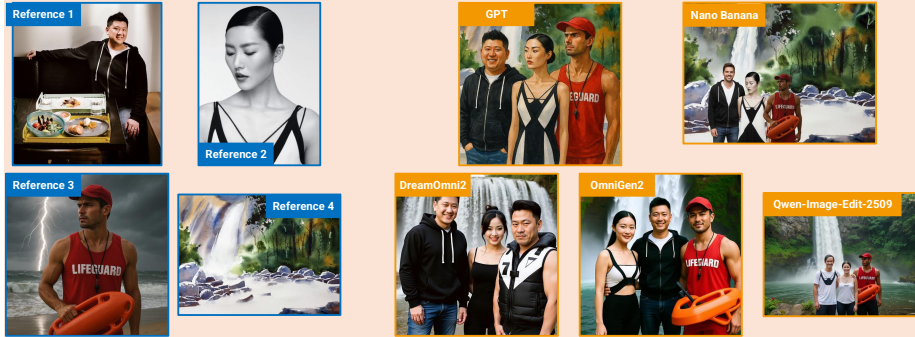 Reference 1
Reference 2
GPT
EGUARD
Nano Banana
LIFEGUARD
Reference 3
LIFEGUARD
Reference 4
DreamOmni2
OmniGen2
LIFEGUARD
Qwen-Image-Edit-2509